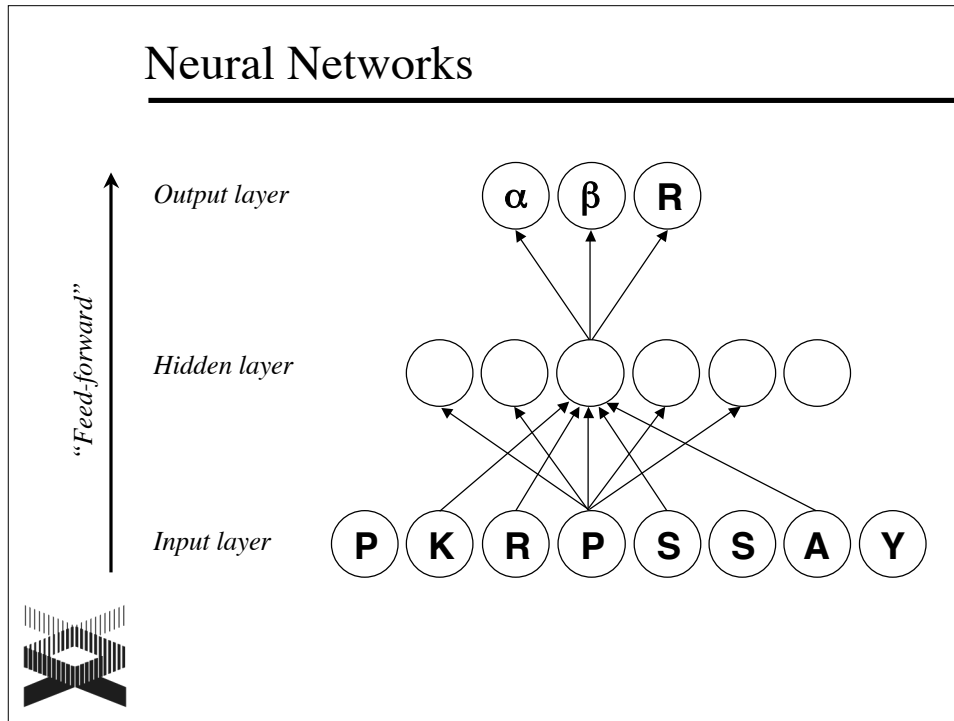 Neural Networks
Output layer
α β R
“Feed-forward”
Hidden layer
Input layer
P K R P S S A Y